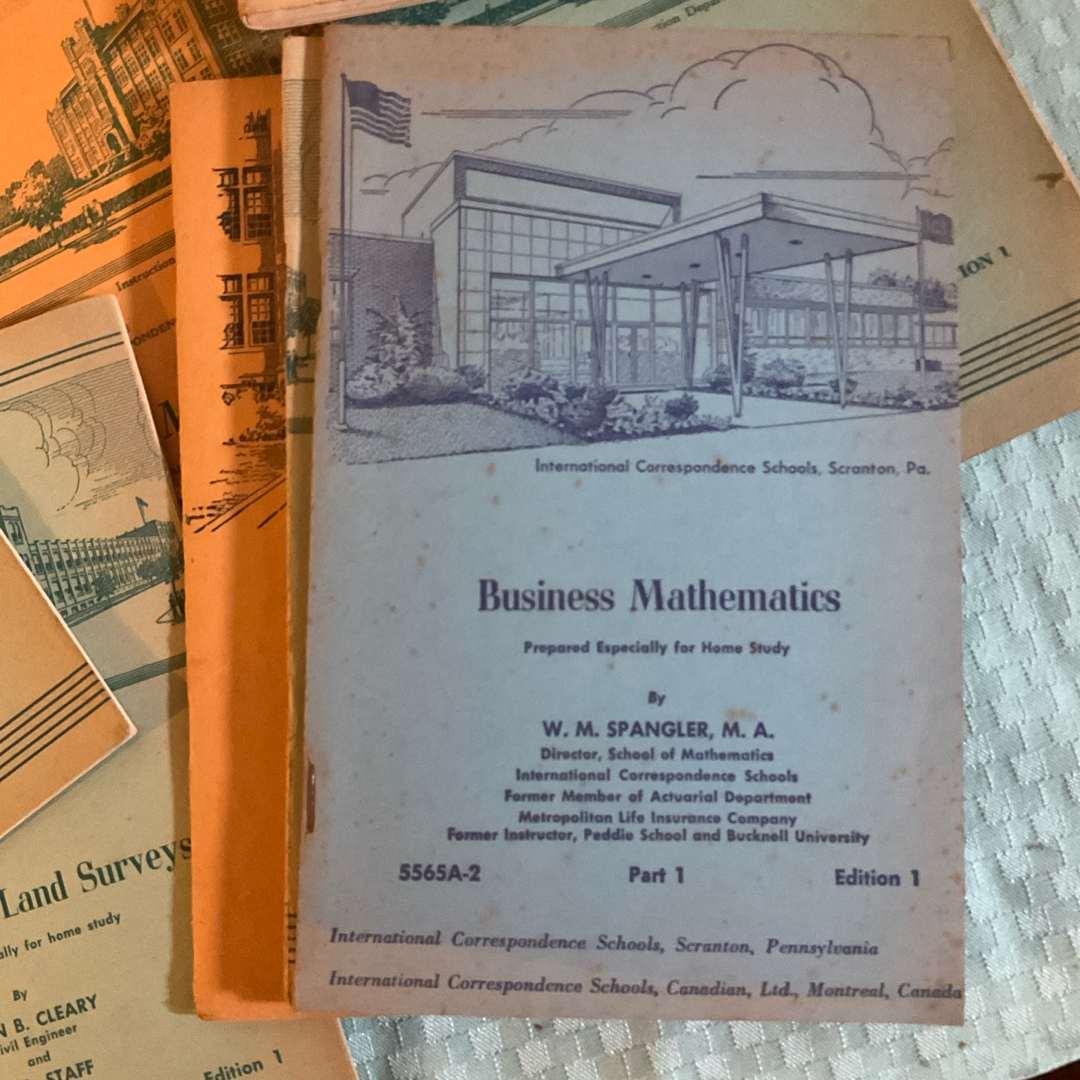 International Correspondence Schools, Scranton, Pa.
Business Mathematics
Prepared Especially for Home Study
By
W. M. SPANGLER, M. A.
Director, School of Mathematics
International Correspondence Schools
Former Member of Actuarial Department
Metropolitan Life Insurance Company
Former Instructor, Peddie School and Bucknell University
5565A-2 Part 1 Edition 1
International Correspondence Schools, Scranton, Pennsylvania
International Correspondence Schools, Canadian, Ltd., Montreal, Canada
ION 1
Instruction
Land Surveys
ally for home study
By
N B. CLEARY
ivil Engineer
and
STAFF
Edition 1